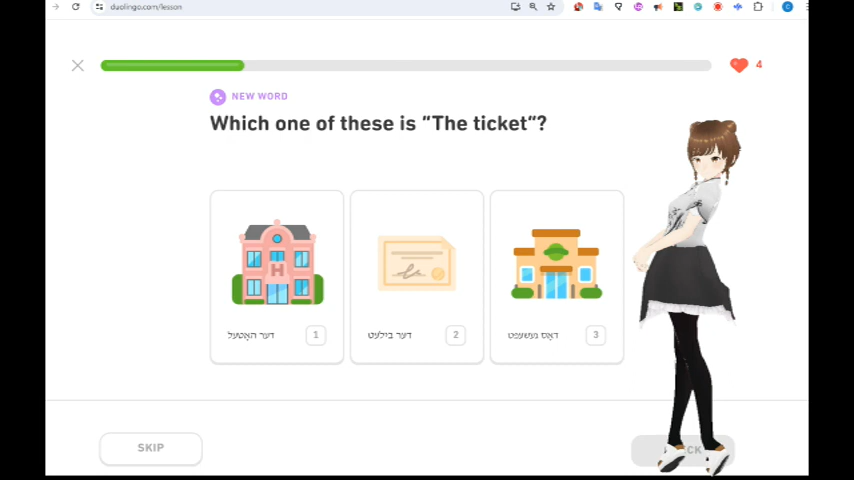 duolingo.com/lesson
4
NEW WORD
Which one of these is “The ticket”?
H
דער האָטעל
1
דער בילעט
2
דאָס געשעפֿט
3
SKIP